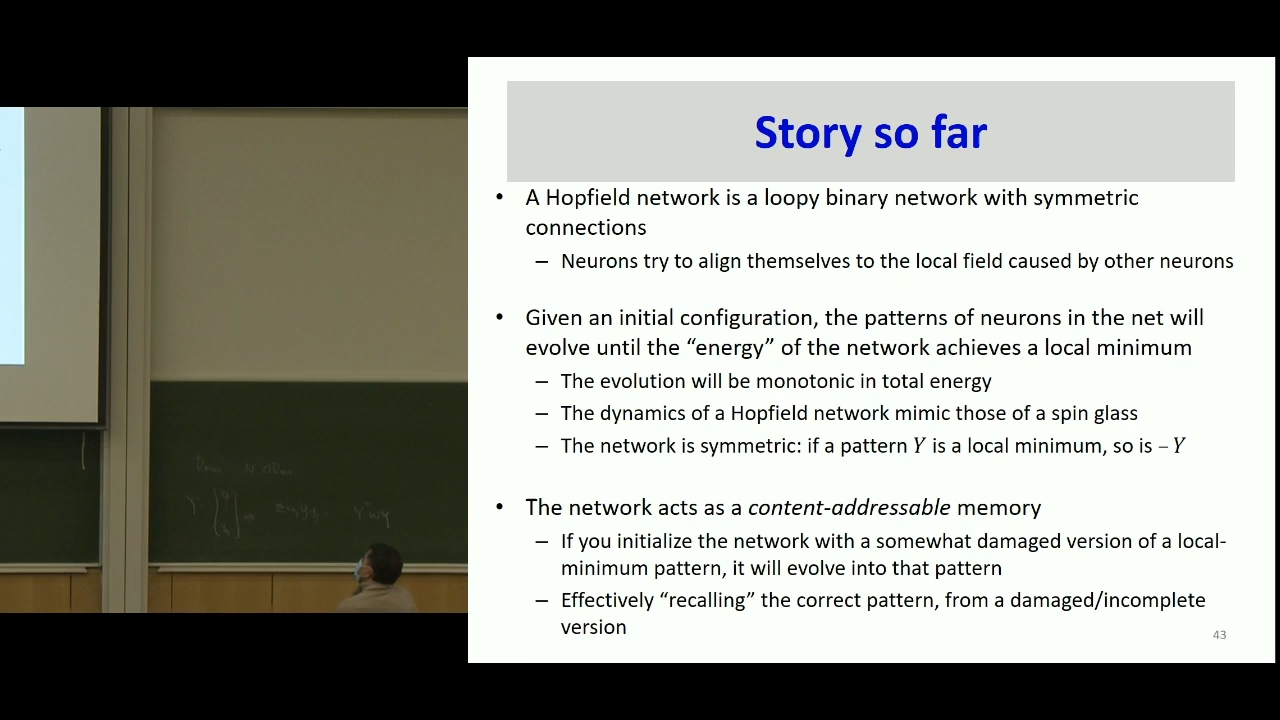 Story so far
• A Hopfield network is a loopy binary network with symmetric
connections
– Neurons try to align themselves to the local field caused by other neurons
• Given an initial configuration, the patterns of neurons in the net will
evolve until the “energy” of the network achieves a local minimum
– The evolution will be monotonic in total energy
– The dynamics of a Hopfield network mimic those of a spin glass
– The network is symmetric: if a pattern Y is a local minimum, so is – Y
• The network acts as a content-addressable memory
– If you initialize the network with a somewhat damaged version of a local-
minimum pattern, it will evolve into that pattern
– Effectively “recalling” the correct pattern, from a damaged/incomplete
version
43